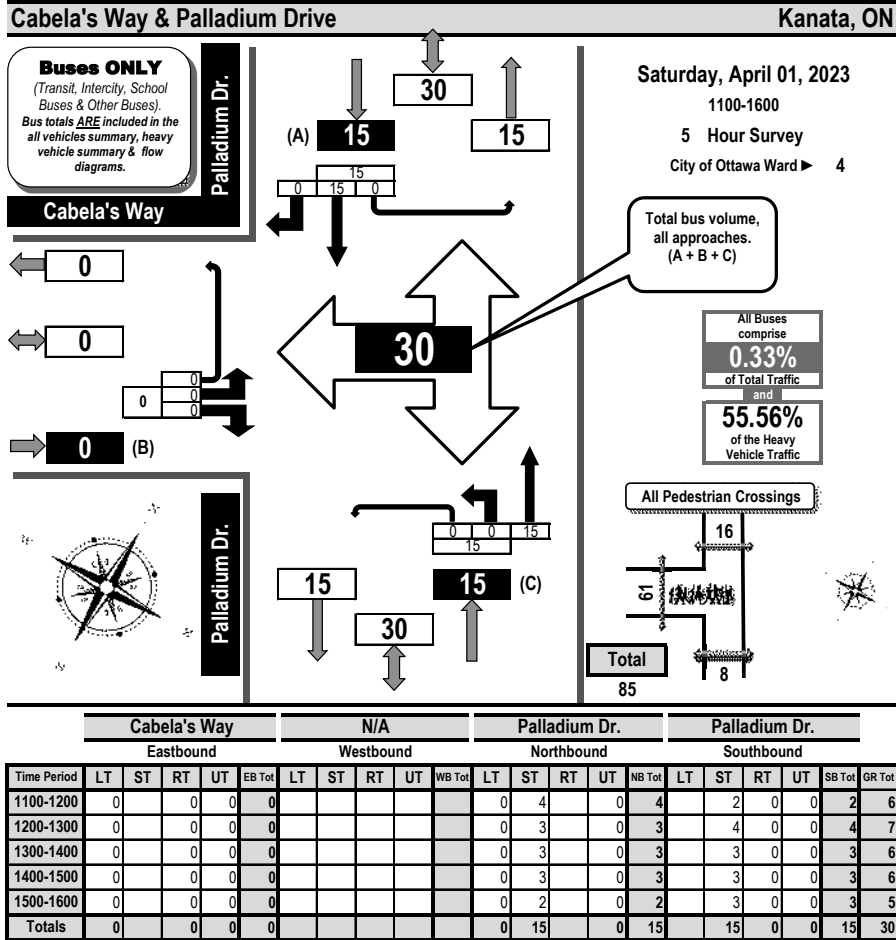 Cabela's Way & Palladium Drive Kanata, ON
Buses ONLY
(Transit, Intercity, School
Buses & Other Buses).
Bus totals ARE included in the
all vehicles summary, heavy
vehicle summary & flow
diagrams.
Palladium Dr.
Cabela's Way
30
(A) 15 15
15
0 15 0
Saturday, April 01, 2023
1100-1600
5 Hour Survey
City of Ottawa Ward ► 4
Total bus volume,
all approaches.
(A + B + C)
0
0
30
0
0 0
0
0 (B)
All Buses
comprise
0.33%
of Total Traffic
and
55.56%
of the Heavy
Vehicle Traffic
Palladium Dr.
0 0 15
15
15 15 (C)
30
All Pedestrian Crossings
16
61
8
Total
85
Cabela's Way N/A Palladium Dr. Palladium Dr.
Eastbound Westbound Northbound Southbound
Time Period LT ST RT UT EB Tot LT ST RT UT WB Tot LT ST RT UT NB Tot LT ST RT UT SB Tot GR Tot
1100-1200 0 0 0 0 0 4 0 4 2 0 0 2 6
1200-1300 0 0 0 0 0 3 0 3 4 0 0 4 7
1300-1400 0 0 0 0 0 3 0 3 3 0 0 3 6
1400-1500 0 0 0 0 0 3 0 3 3 0 0 3 6
1500-1600 0 0 0 0 0 2 0 2 3 0 0 3 5
Totals 0 0 0 0 0 15 0 15 15 0 0 15 30